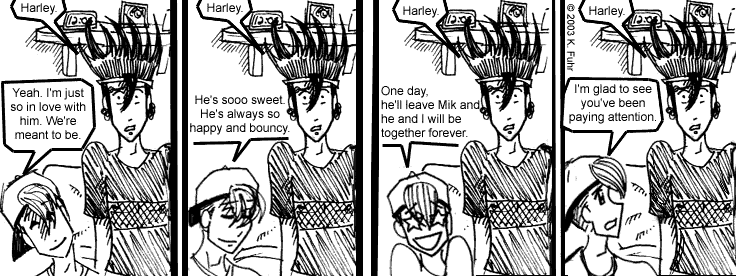 Harley.
Yeah. I'm just
so in love with
him. We're
meant to be.
Harley.
He's sooo sweet.
He's always so
happy and bouncy.
Harley.
One day,
he'll leave Mik and
he and I will be
together forever.
Harley.
I'm glad to see
you've been
paying attention.
© 2003 K. Fuhr